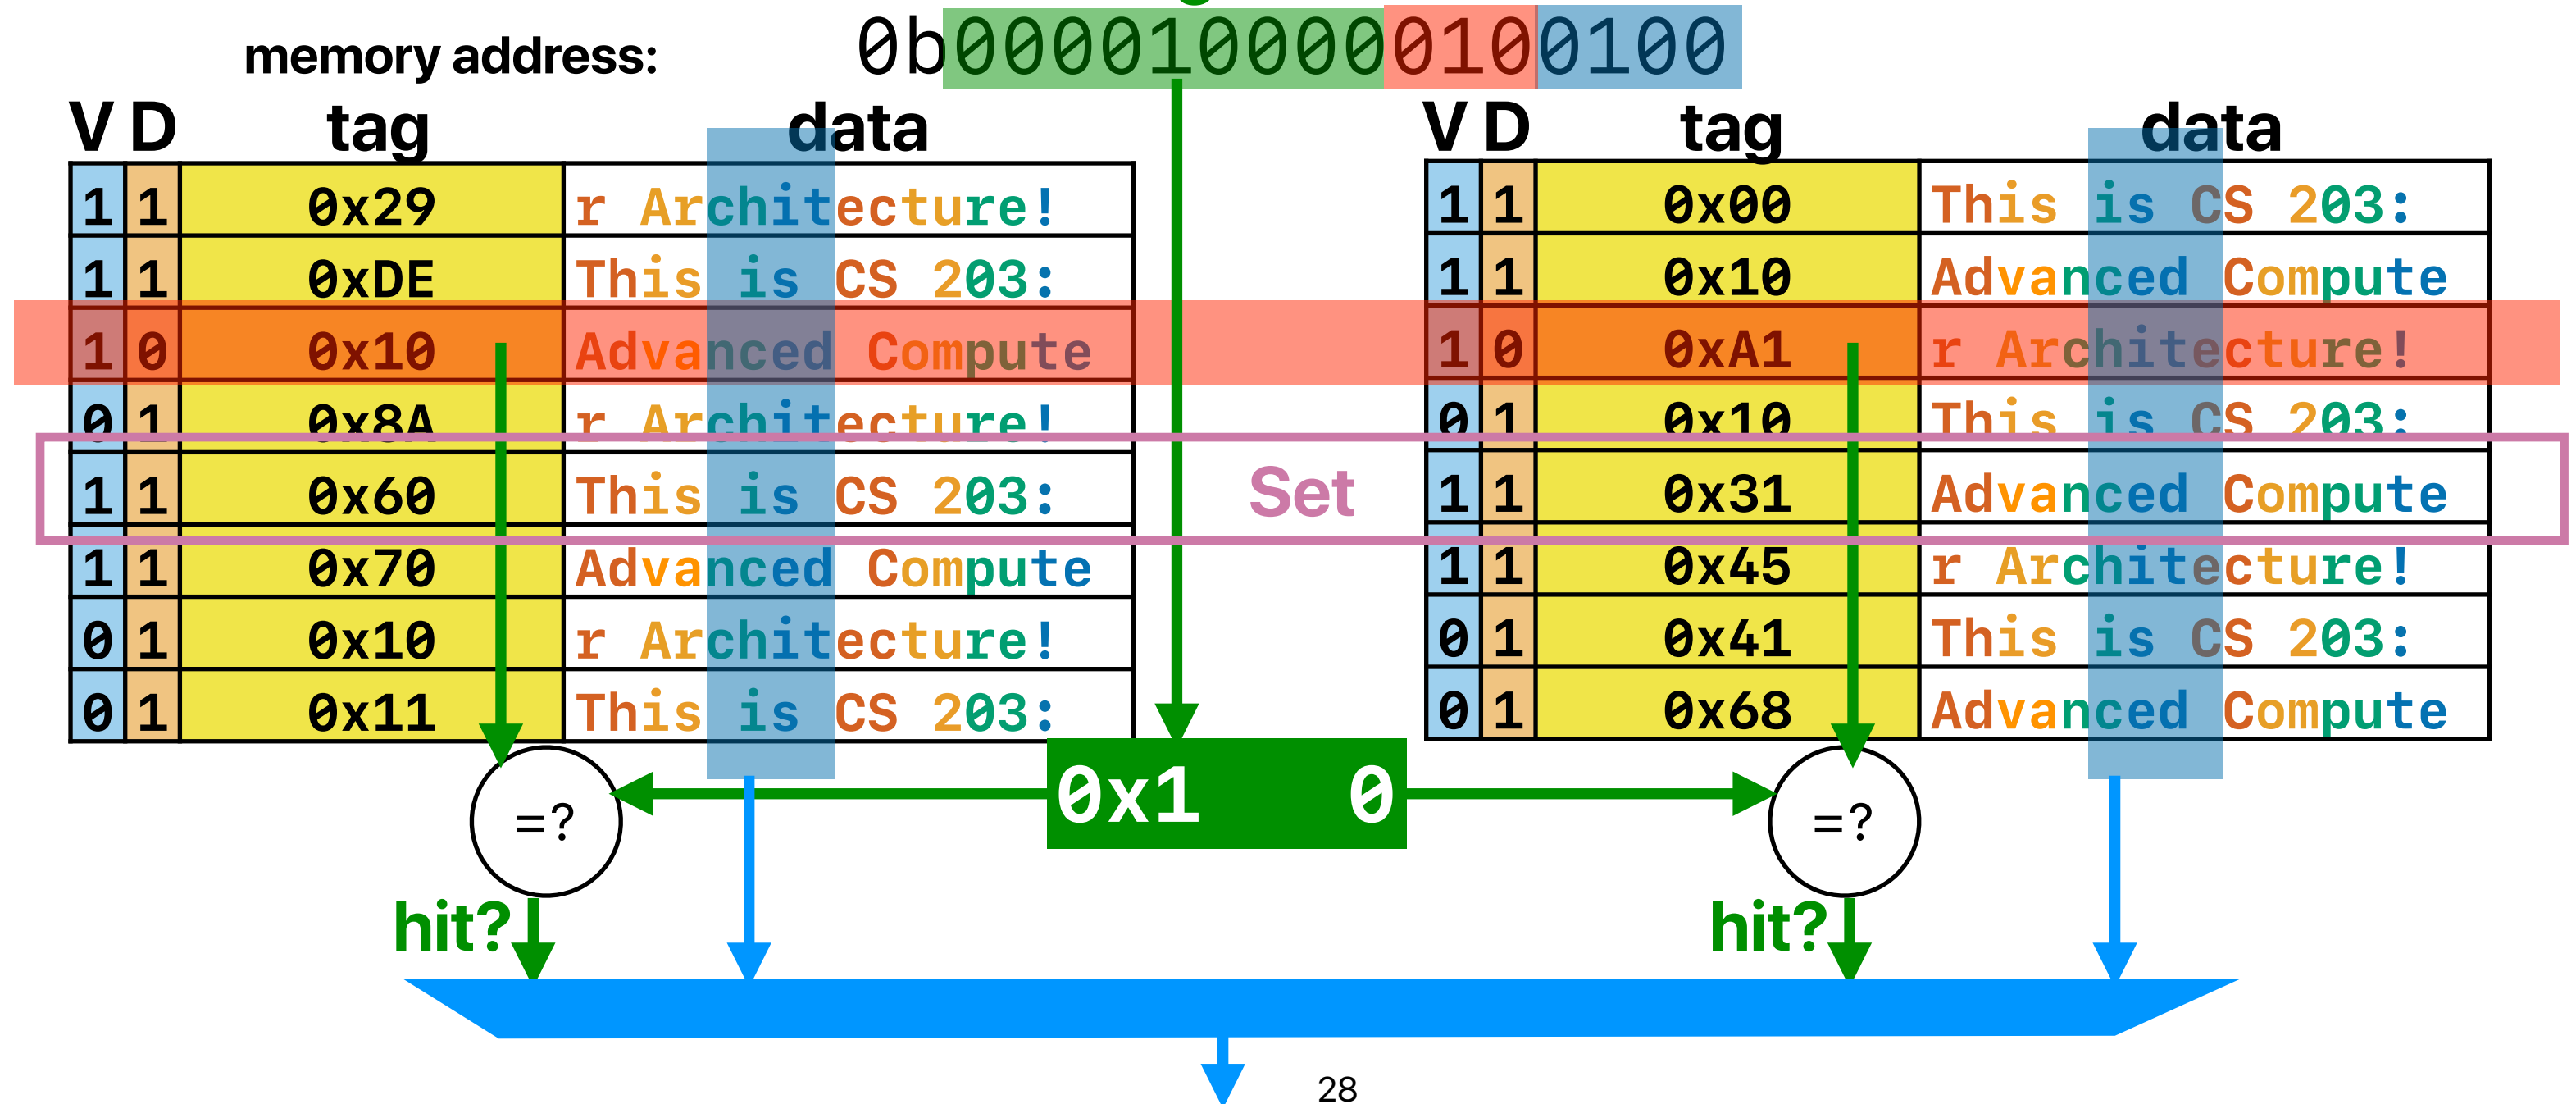 memory address: 0b0000100000100100
V D tag data V D tag data
1 1 0x29 r Architecture! 1 1 0x00 This is CS 203:
1 1 0xDE This is CS 203: 1 1 0x10 Advanced Compute
1 0 0x10 Advanced Compute 1 0 0xA1 r Architecture!
0 1 0x8A r Architecture! 0 1 0x10 This is CS 203:
1 1 0x60 This is CS 203: Set 1 1 0x31 Advanced Compute
1 1 0x70 Advanced Compute 1 1 0x45 r Architecture!
0 1 0x10 r Architecture! 0 1 0x41 This is CS 203:
0 1 0x11 This is CS 203: 0 1 0x68 Advanced Compute
=? 0x1 0 =?
hit? hit?
28